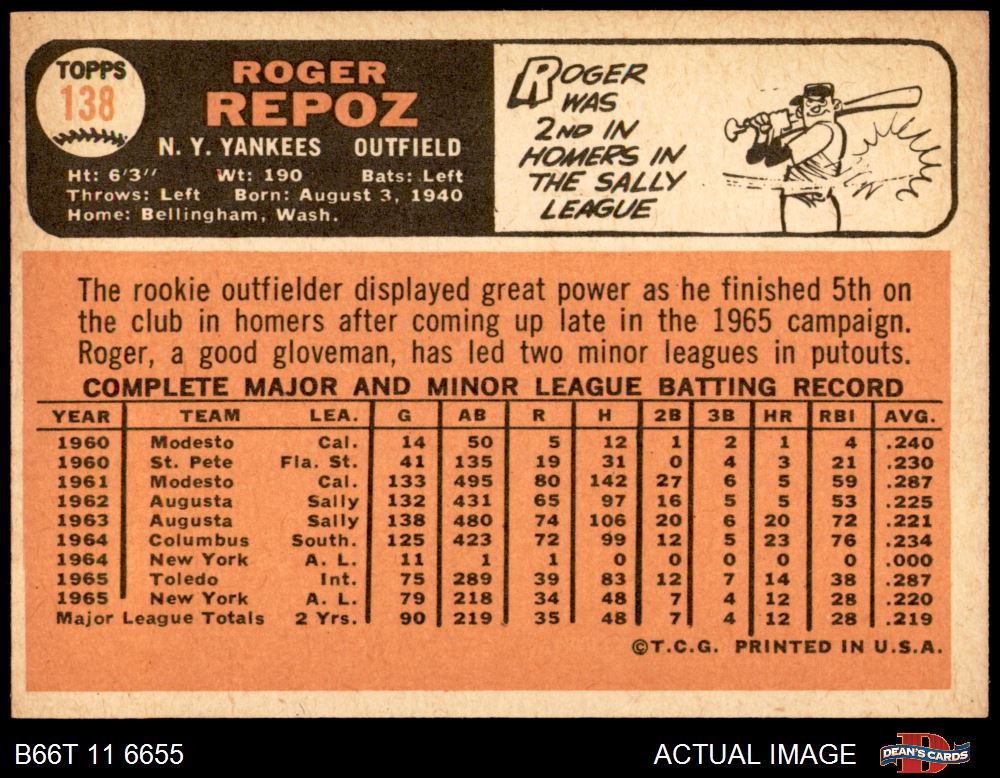 TOPPS
138
ROGER
REPOZ
N. Y. YANKEES OUTFIELD
Ht: 6'3" Wt: 190 Bats: Left
Throws: Left Born: August 3, 1940
Home: Bellingham, Wash.
ROGER
WAS
2ND IN
HOMERS IN
THE SALLY
LEAGUE
The rookie outfielder displayed great power as he finished 5th on
the club in homers after coming up late in the 1965 campaign.
Roger, a good gloveman, has led two minor leagues in putouts.
COMPLETE MAJOR AND MINOR LEAGUE BATTING RECORD
YEAR TEAM LEA. G AB R H 2B 3B HR RBI AVG.
1960 Modesto Cal. 14 50 5 12 1 2 1 4 .240
1960 St. Pete Fla. St. 41 135 19 31 0 4 3 21 .230
1961 Modesto Cal. 133 495 80 142 27 6 5 59 .287
1962 Augusta Sally 132 431 65 97 16 5 5 53 .225
1963 Augusta Sally 138 480 74 106 20 6 20 72 .221
1964 Columbus South. 125 423 72 99 12 5 23 76 .234
1964 New York A. L. 11 1 1 0 0 0 0 0 .000
1965 Toledo Int. 75 289 39 83 12 7 14 38 .287
1965 New York A. L. 79 218 34 48 7 4 12 28 .220
Major League Totals 2 Yrs. 90 219 35 48 7 4 12 28 .219
©T.C.G. PRINTED IN U.S.A.
B66T 11 6655 ACTUAL IMAGE DEAN'S CARDS